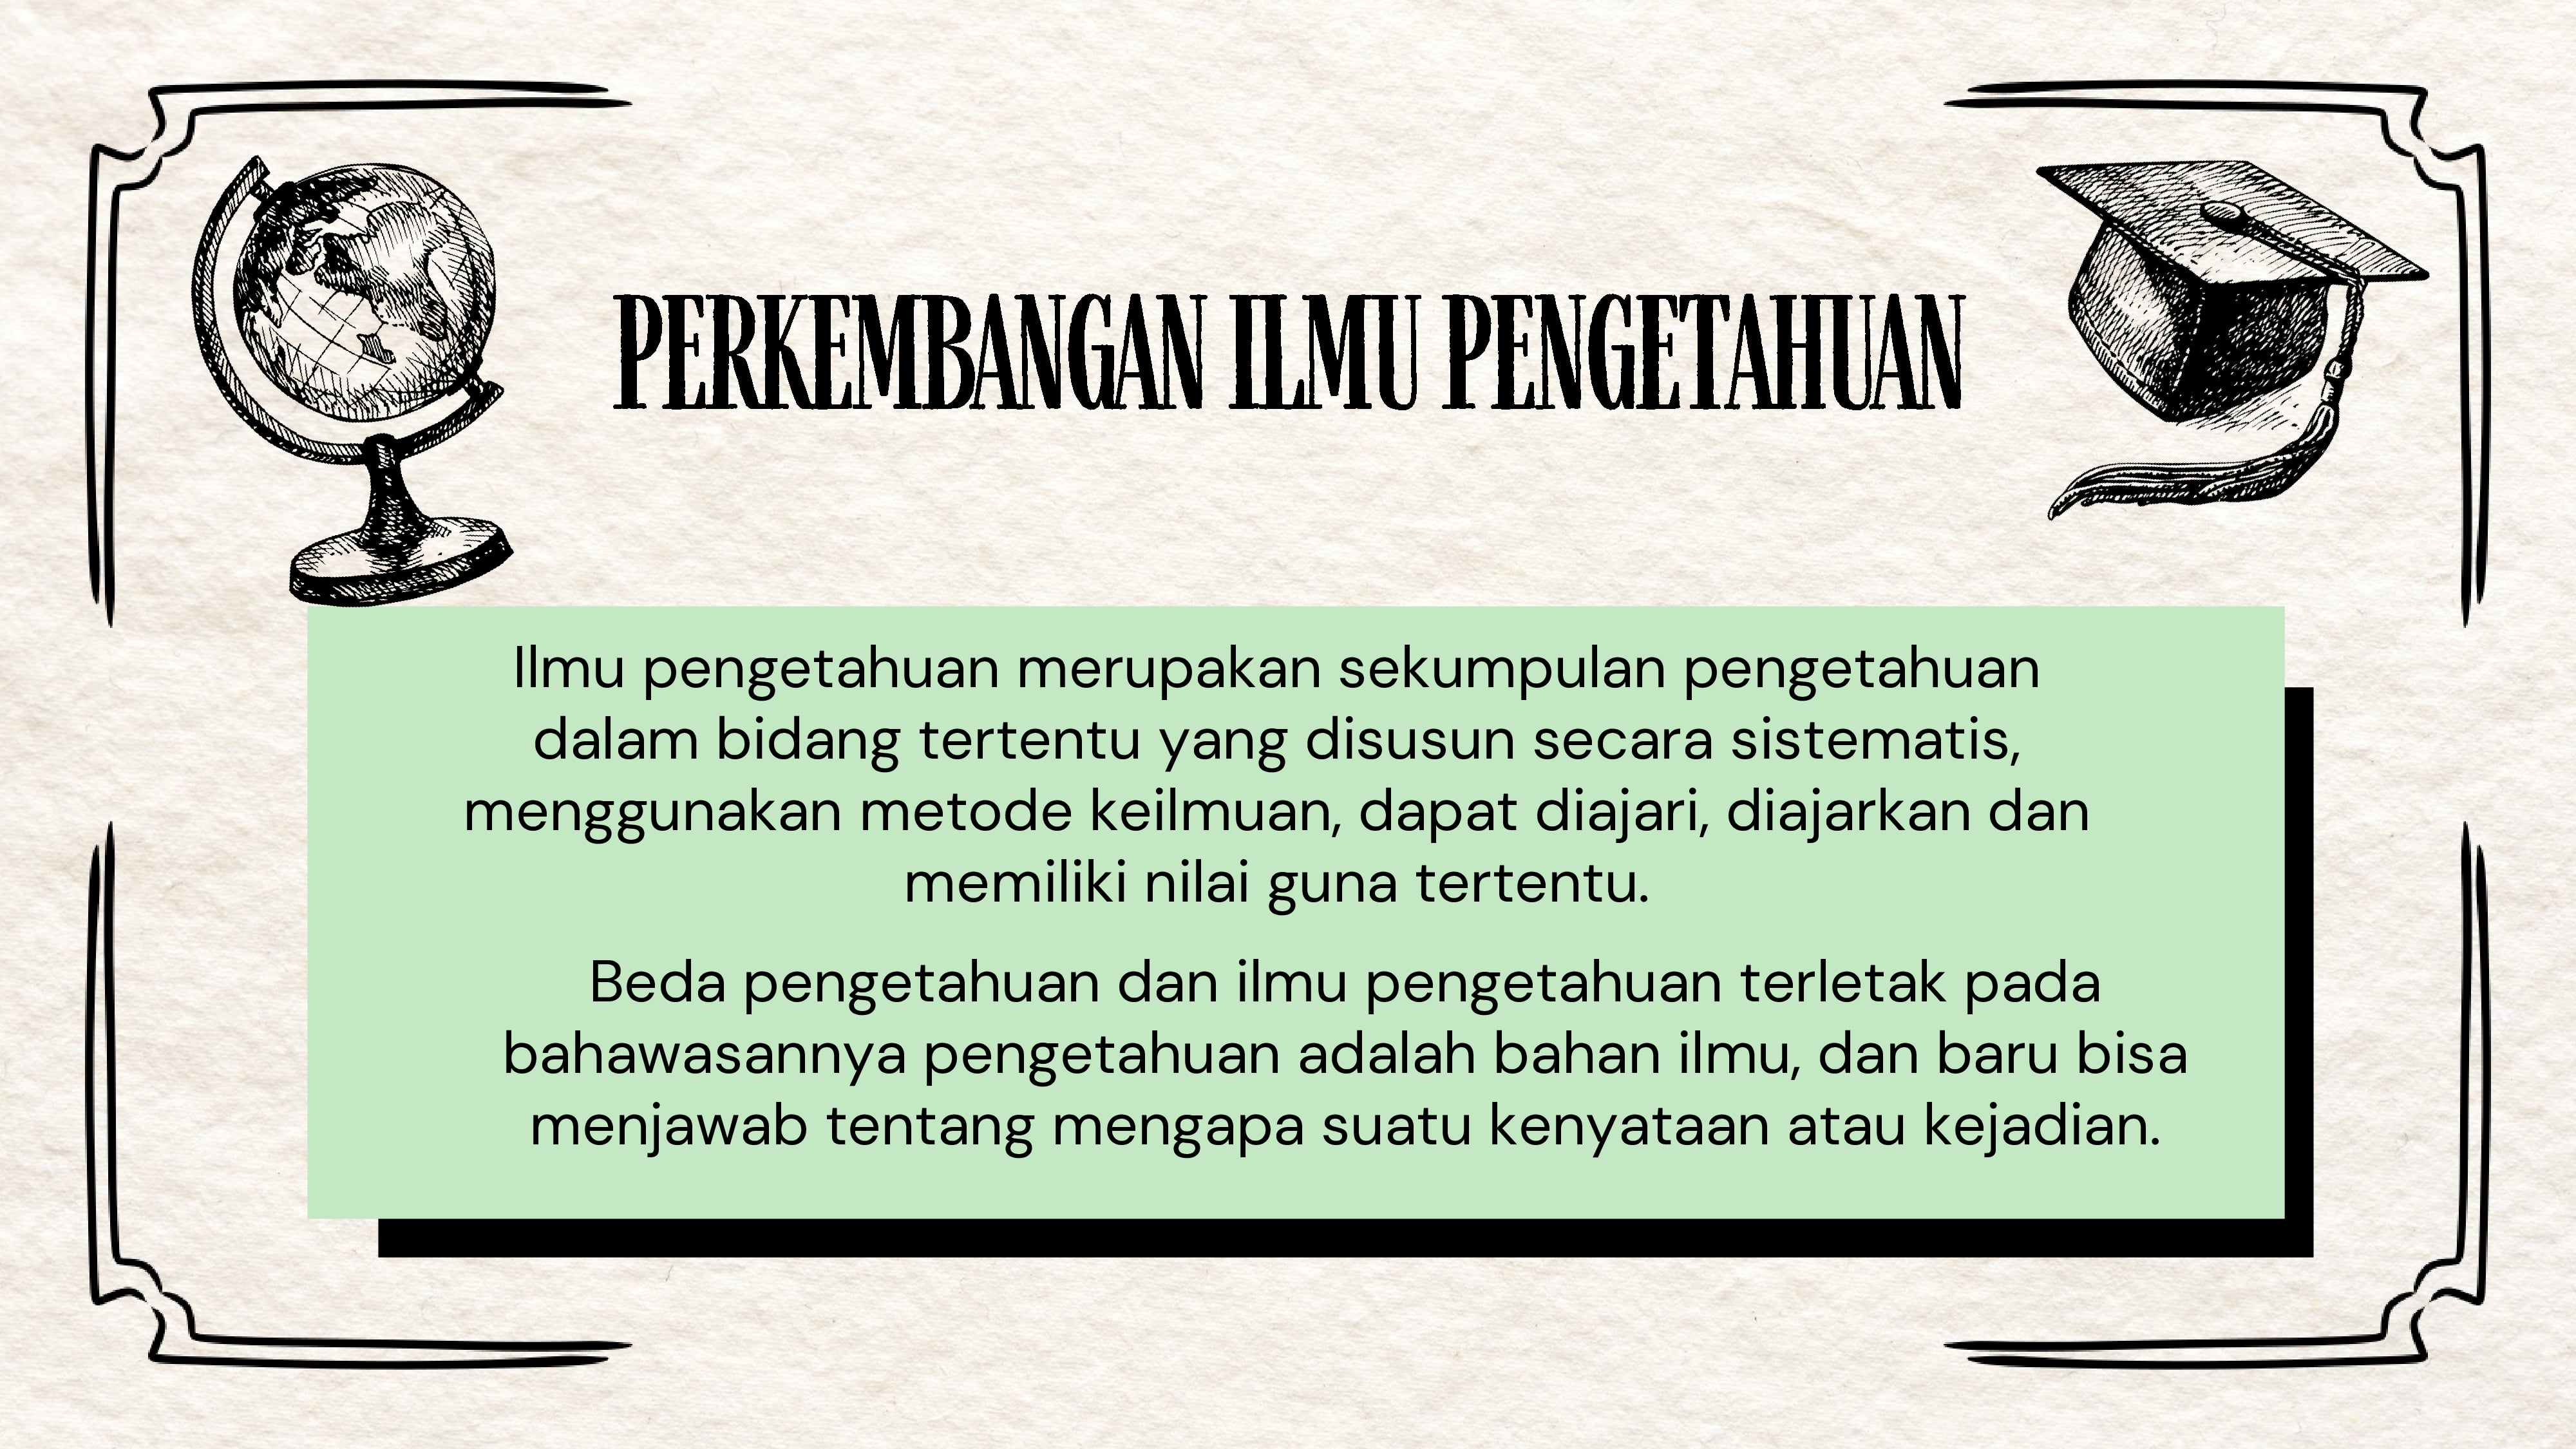 PERKEMBANGAN ILMU PENGETAHUAN
Ilmu pengetahuan merupakan sekumpulan pengetahuan
dalam bidang tertentu yang disusun secara sistematis,
menggunakan metode keilmuan, dapat diajari, diajarkan dan
memiliki nilai guna tertentu.
Beda pengetahuan dan ilmu pengetahuan terletak pada
bahawasannya pengetahuan adalah bahan ilmu, dan baru bisa
menjawab tentang mengapa suatu kenyataan atau kejadian.